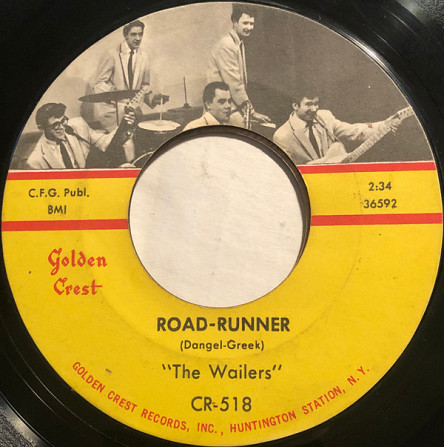 C.F.G. Publ.
BMI
2:34
36592
Golden
Crest
ROAD-RUNNER
(Dangel-Greek)
"The Wailers"
CR-518
GOLDEN CREST RECORDS, INC., HUNTINGTON STATION, N.Y.